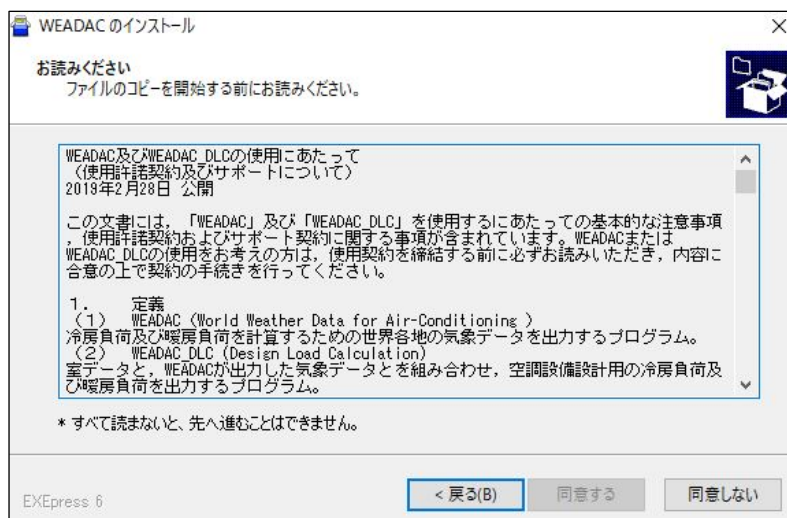 WEADAC のインストール
お読みください
ファイルのコピーを開始する前にお読みください。
WEADAC及びWEADAC_DLCの使用にあたって
（使用許諾契約及びサポートについて）
2019年2月28日 公開
この文書には，「WEADAC」及び「WEADAC_DLC」を使用するにあたっての基本的な注意事項
，使用許諾契約およびサポート契約に関する事項が含まれています。WEADACまたは
WEADAC_DLCの使用をお考えの方は，使用契約を締結する前に必ずお読みいただき，内容に
合意の上で契約の手続きを行ってください。
１．　　定義
（１）　WEADAC (World Weather Data for Air-Conditioning )
冷房負荷及び暖房負荷を計算するための世界各地の気象データを出力するプログラム。
（２）　WEADAC_DLC (Design Load Calculation)
室データと，WEADACが出力した気象データとを組み合わせ，空調設備設計用の冷房負荷及
び暖房負荷を出力するプログラム。
* すべて読まないと、先へ進むことはできません。
EXEpress 6
< 戻る(B)
同意する
同意しない